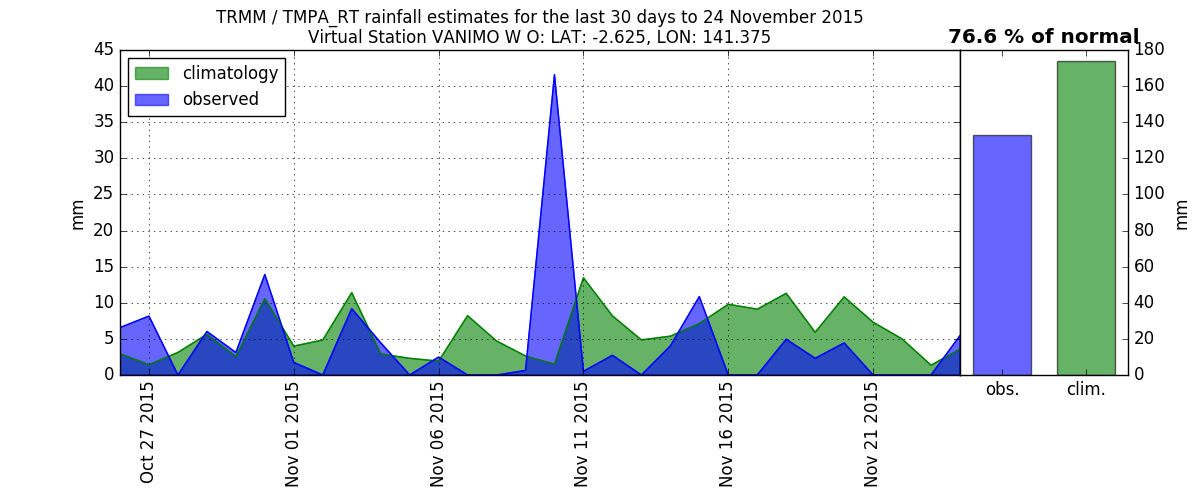 TRMM / TMPA_RT rainfall estimates for the last 30 days to 24 November 2015
Virtual Station VANIMO W O: LAT: -2.625, LON: 141.375
76.6 % of normal
climatology
observed
45
40
35
30
25
20
15
10
5
0
mm
Oct 27 2015
Nov 01 2015
Nov 06 2015
Nov 11 2015
Nov 16 2015
Nov 21 2015
180
160
140
120
100
80
60
40
20
0
mm
obs.
clim.